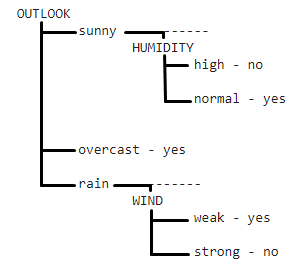 OUTLOOK
sunny ------
HUMIDITY
high - no
normal - yes
overcast - yes
rain ------
WIND
weak - yes
strong - no